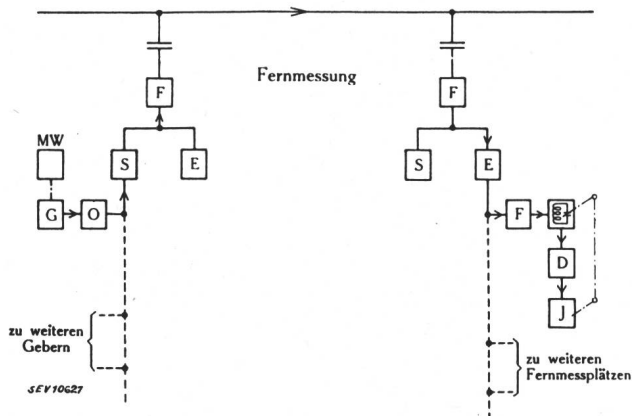 Fernmessung
F
F
MW
S
E
S
E
G
O
F
D
J
zu weiteren
Gebern
zu weiteren
Fernmessplätzen
SEV10627